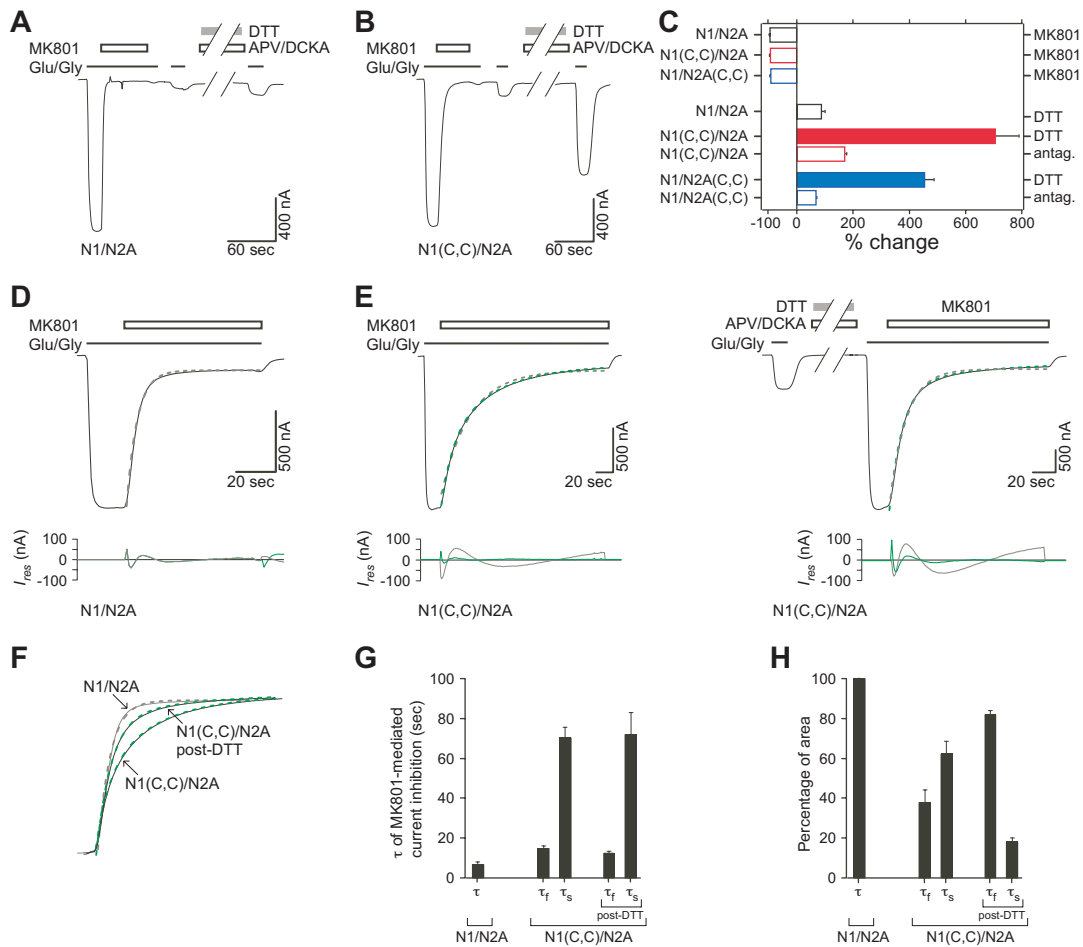 A
DTT
MK801
APV/DCKA
Glu/Gly
400 nA
60 sec
N1/N2A
B
DTT
MK801
APV/DCKA
Glu/Gly
400 nA
60 sec
N1(C,C)/N2A
C
N1/N2A MK801
N1(C,C)/N2A MK801
N1/N2A(C,C) MK801
N1/N2A DTT
N1(C,C)/N2A DTT
N1(C,C)/N2A antag.
N1/N2A(C,C) DTT
N1/N2A(C,C) antag.
-100 0 200 400 600 800
% change
D
MK801
Glu/Gly
500 nA
20 sec
100
0
-100
I_res (nA)
N1/N2A
E
MK801
Glu/Gly
500 nA
20 sec
100
0
-100
I_res (nA)
N1(C,C)/N2A
DTT
MK801
APV/DCKA
Glu/Gly
500 nA
20 sec
100
0
-100
I_res (nA)
N1(C,C)/N2A
F
N1/N2A
N1(C,C)/N2A
post-DTT
N1(C,C)/N2A
G
τ of MK801-mediated
current inhibition (sec)
100
80
60
40
20
0
τ τf τs τf τs
post-DTT
N1/N2A N1(C,C)/N2A
H
Percentage of area
100
80
60
40
20
0
τ τf τs τf τs
post-DTT
N1/N2A N1(C,C)/N2A